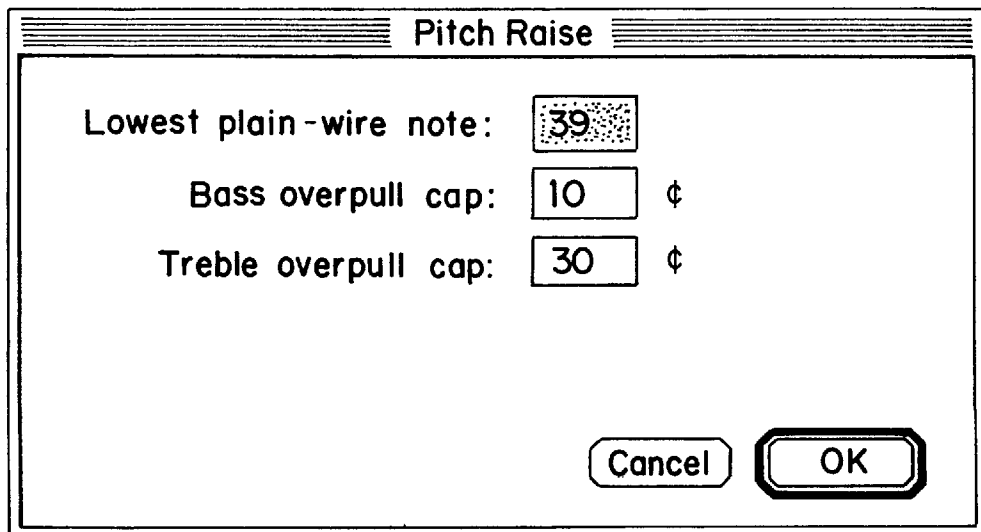 Pitch Raise
Lowest plain-wire note: 39
Bass overpull cap: 10 ¢
Treble overpull cap: 30 ¢
Cancel OK